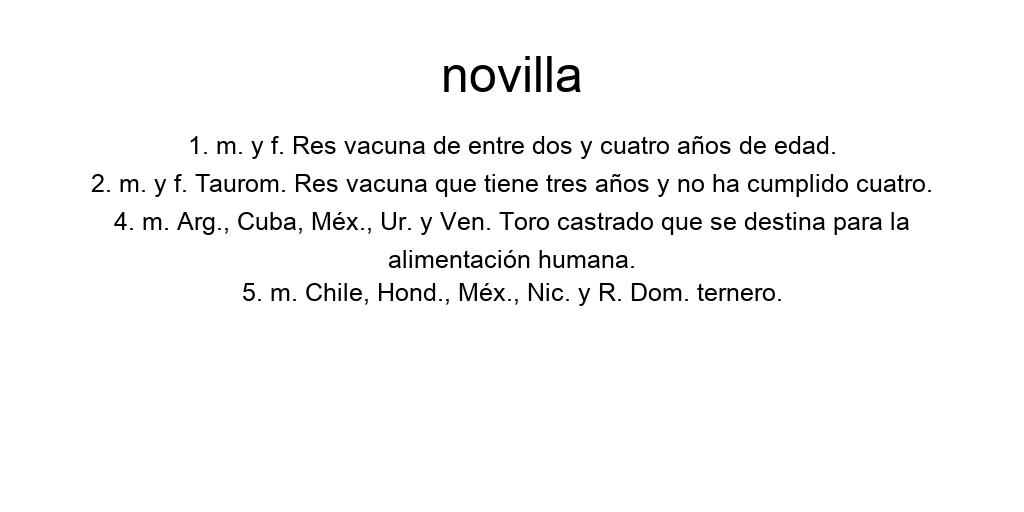 novilla
1. m. y f. Res vacuna de entre dos y cuatro años de edad.
2. m. y f. Taurom. Res vacuna que tiene tres años y no ha cumplido cuatro.
4. m. Arg., Cuba, Méx., Ur. y Ven. Toro castrado que se destina para la
alimentación humana.
5. m. Chile, Hond., Méx., Nic. y R. Dom. ternero.